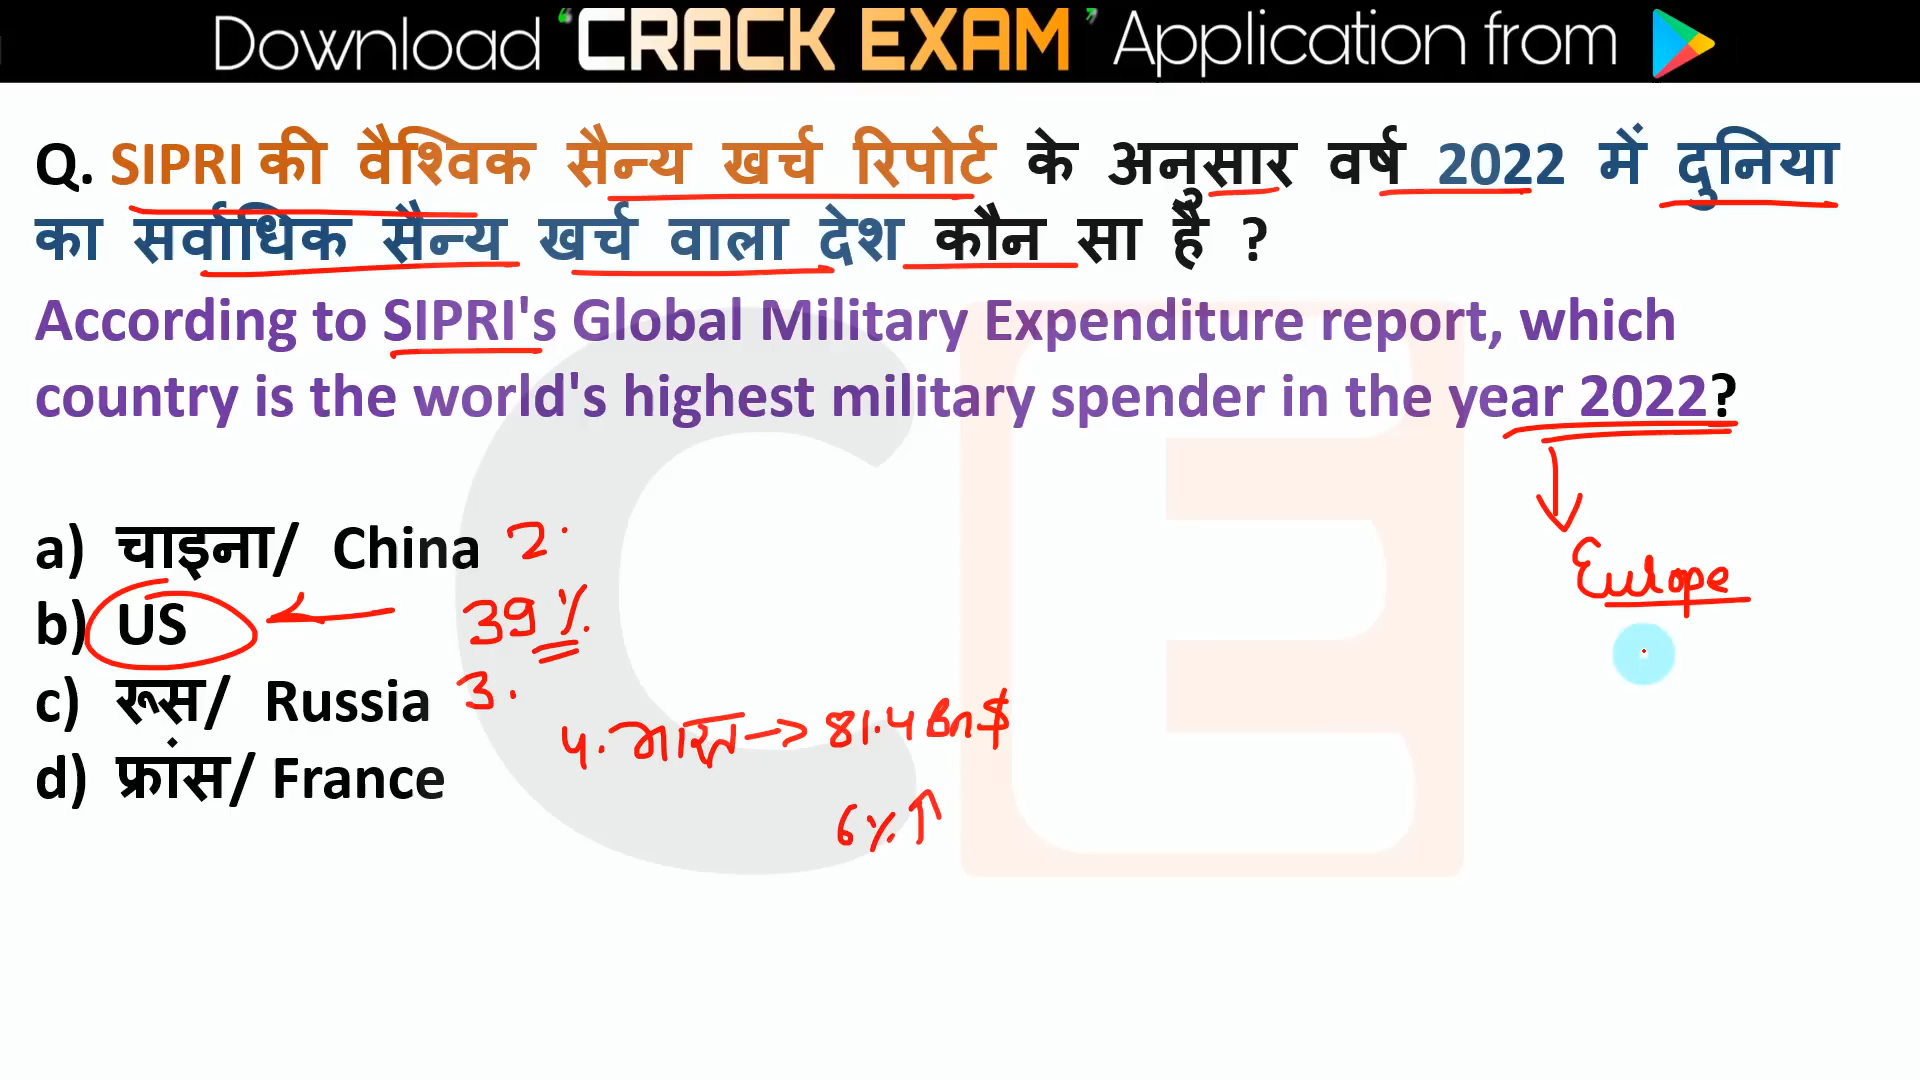 Download ‘CRACK EXAM’ Application from
Q. SIPRI की वैश्विक सैन्य खर्च रिपोर्ट के अनुसार वर्ष 2022 में दुनिया
का सर्वाधिक सैन्य खर्च वाला देश कौन सा है ?
According to SIPRI's Global Military Expenditure report, which
country is the world's highest military spender in the year 2022?
Europe
a) चाइना/ China 2.
b) US 39%
c) रूस/ Russia 3.
4. भारत -> 81.4 Bn $
d) फ्रांस/ France
6% ↑
CE